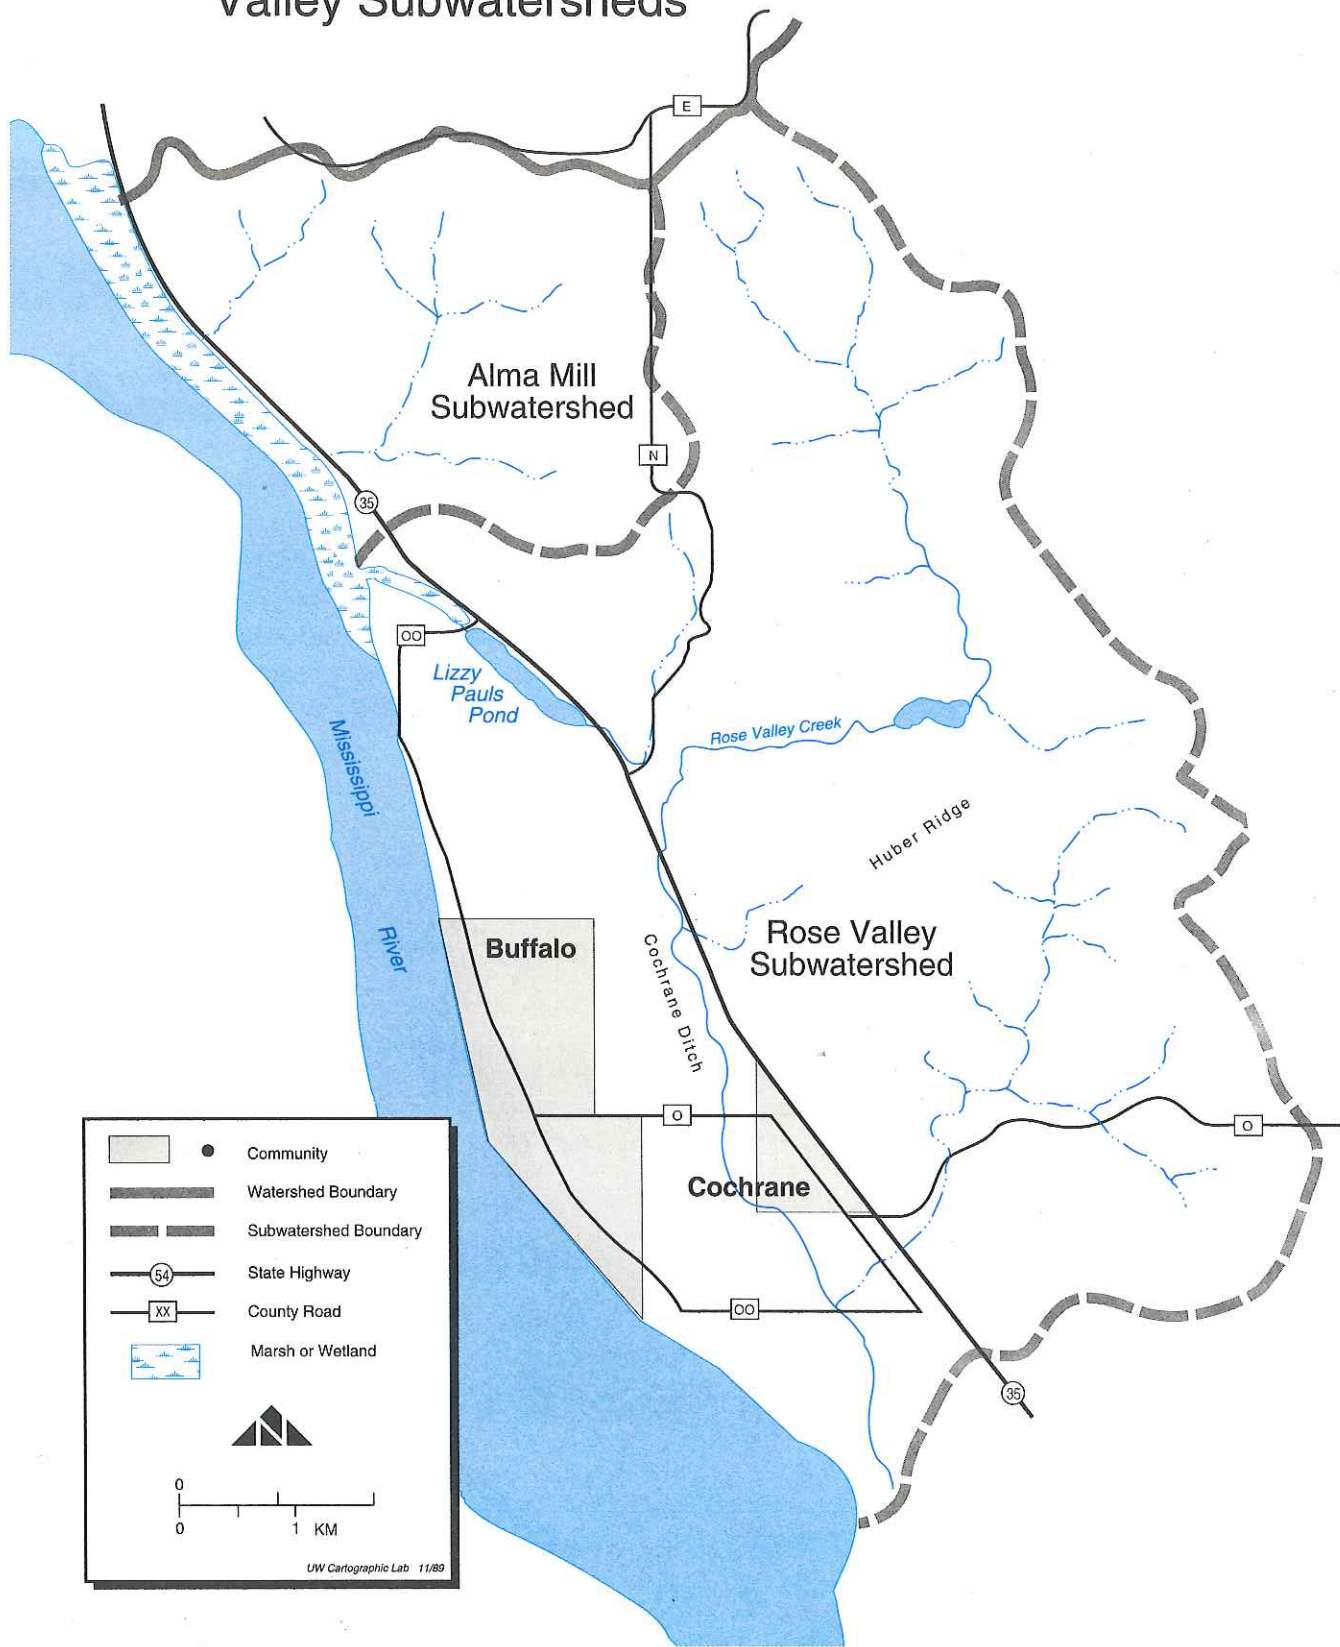 Valley Subwatersheds
E
Alma Mill
Subwatershed
N
35
OO
Lizzy
Pauls
Pond
Rose Valley Creek
Mississippi
River
Huber Ridge
Buffalo
Rose Valley
Subwatershed
Cochrane Ditch
O
O
Cochrane
OO
35
Community
Watershed Boundary
Subwatershed Boundary
54 State Highway
XX County Road
Marsh or Wetland
N
0
0 1 KM
UW Cartographic Lab 11/89